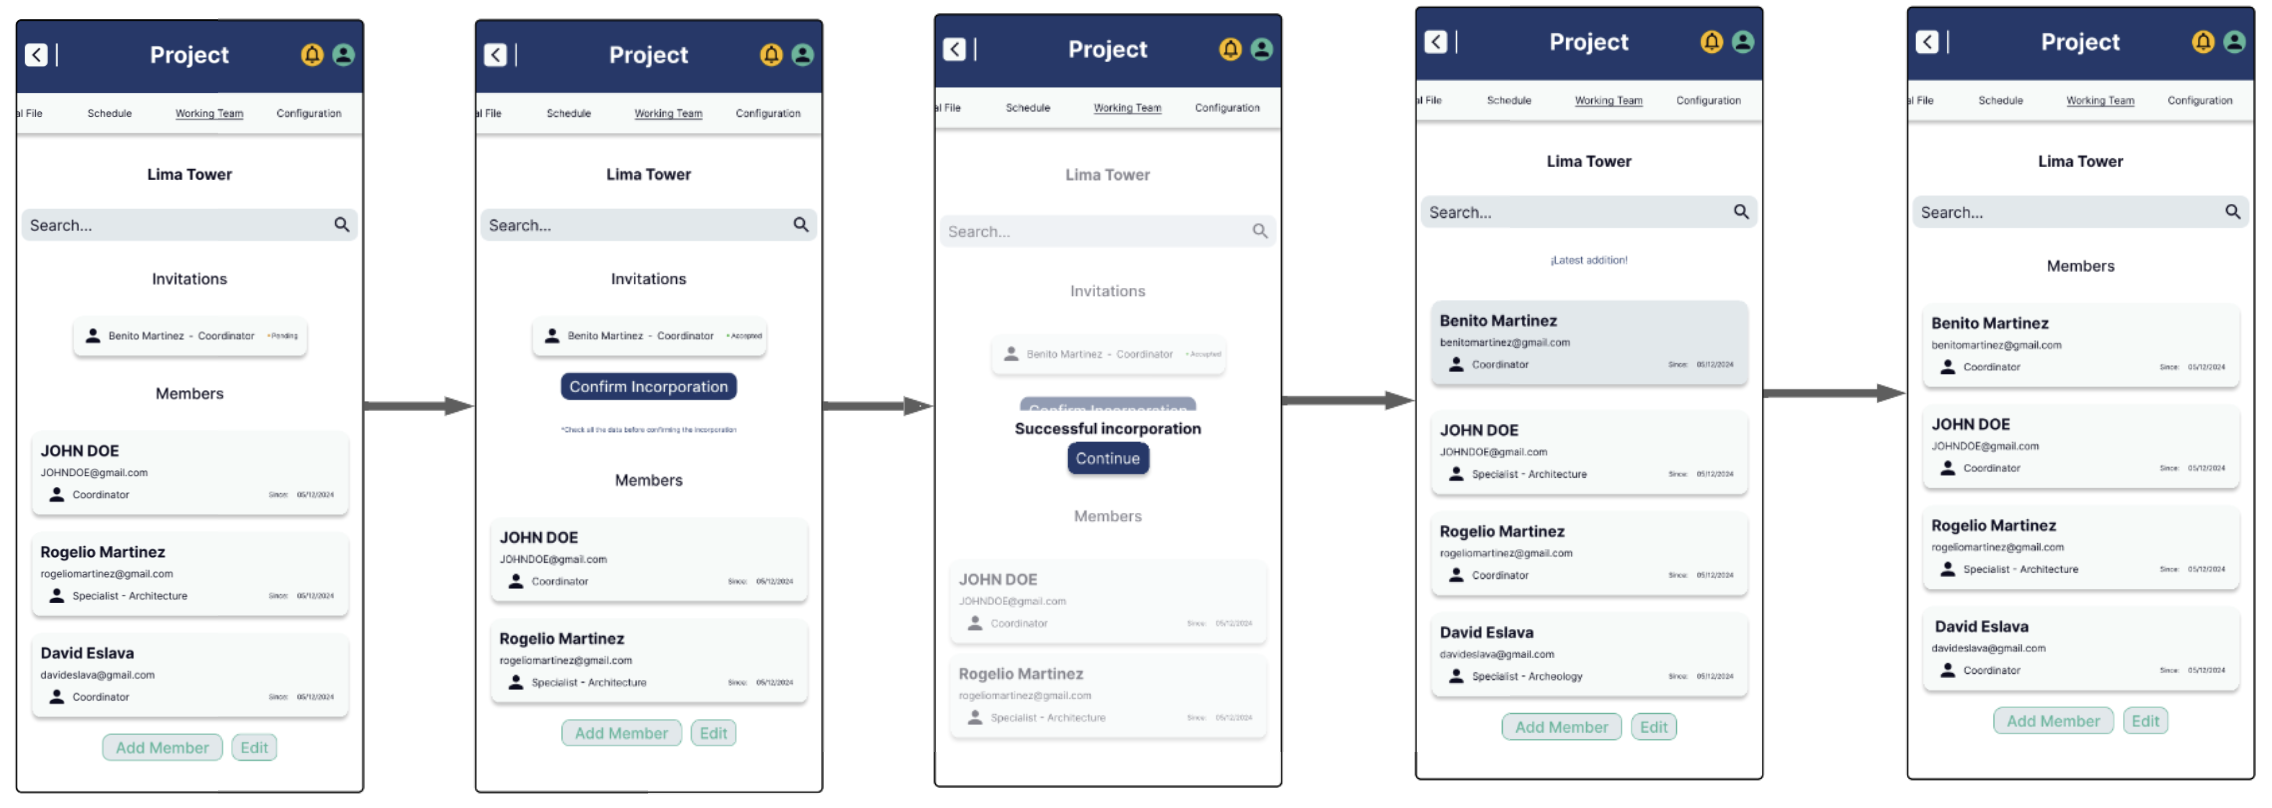 Project
al File Schedule Working Team Configuration
Lima Tower
Search...
Invitations
Benito Martinez - Coordinator • Pending
Members
JOHN DOE
JOHNDOE@gmail.com
Coordinator Since: 05/12/2024
Rogelio Martinez
rogeliomartinez@gmail.com
Specialist - Architecture Since: 05/12/2024
David Eslava
davideslava@gmail.com
Coordinator Since: 05/12/2024
Add Member Edit
Project
al File Schedule Working Team Configuration
Lima Tower
Search...
Invitations
Benito Martinez - Coordinator • Accepted
Confirm Incorporation
*Check all the data before confirming the incorporation
Members
JOHN DOE
JOHNDOE@gmail.com
Coordinator Since: 05/12/2024
Rogelio Martinez
rogeliomartinez@gmail.com
Specialist - Architecture Since: 05/12/2024
Add Member Edit
Project
al File Schedule Working Team Configuration
Lima Tower
Search...
Invitations
Benito Martinez - Coordinator • Accepted
Confirm Incorporation
Successful incorporation
Continue
Members
JOHN DOE
JOHNDOE@gmail.com
Coordinator Since: 05/12/2024
Rogelio Martinez
rogeliomartinez@gmail.com
Specialist - Architecture Since: 05/12/2024
Project
al File Schedule Working Team Configuration
Lima Tower
Search...
¡Latest addition!
Benito Martinez
benitomartinez@gmail.com
Coordinator Since: 05/12/2024
JOHN DOE
JOHNDOE@gmail.com
Specialist - Architecture Since: 05/12/2024
Rogelio Martinez
rogeliomartinez@gmail.com
Coordinator Since: 05/12/2024
David Eslava
davideslava@gmail.com
Specialist - Archeology Since: 05/12/2024
Add Member Edit
Project
al File Schedule Working Team Configuration
Lima Tower
Search...
Members
Benito Martinez
benitomartinez@gmail.com
Coordinator Since: 05/12/2024
JOHN DOE
JOHNDOE@gmail.com
Coordinator Since: 05/12/2024
Rogelio Martinez
rogeliomartinez@gmail.com
Specialist - Architecture Since: 05/12/2024
David Eslava
davideslava@gmail.com
Coordinator Since: 05/12/2024
Add Member Edit